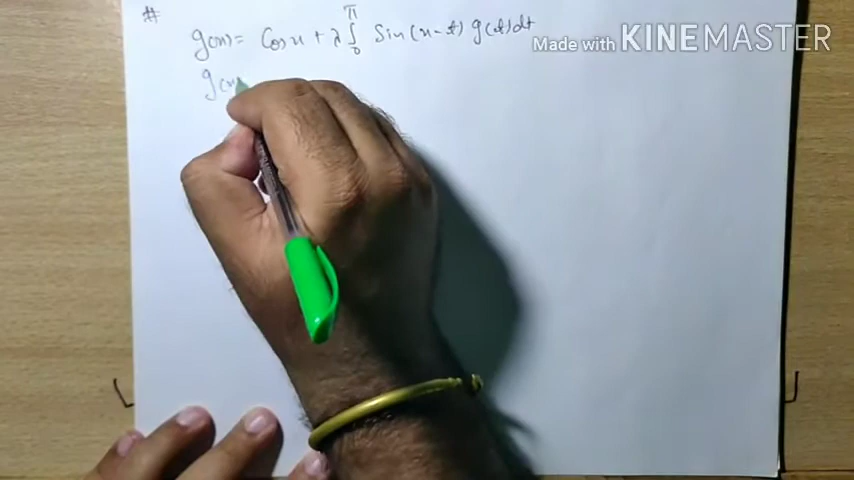 #
g(x) = Cos x + λ ∫₀^π Sin(x-t) g(t) dt
g(x)
Made with KINEMASTER